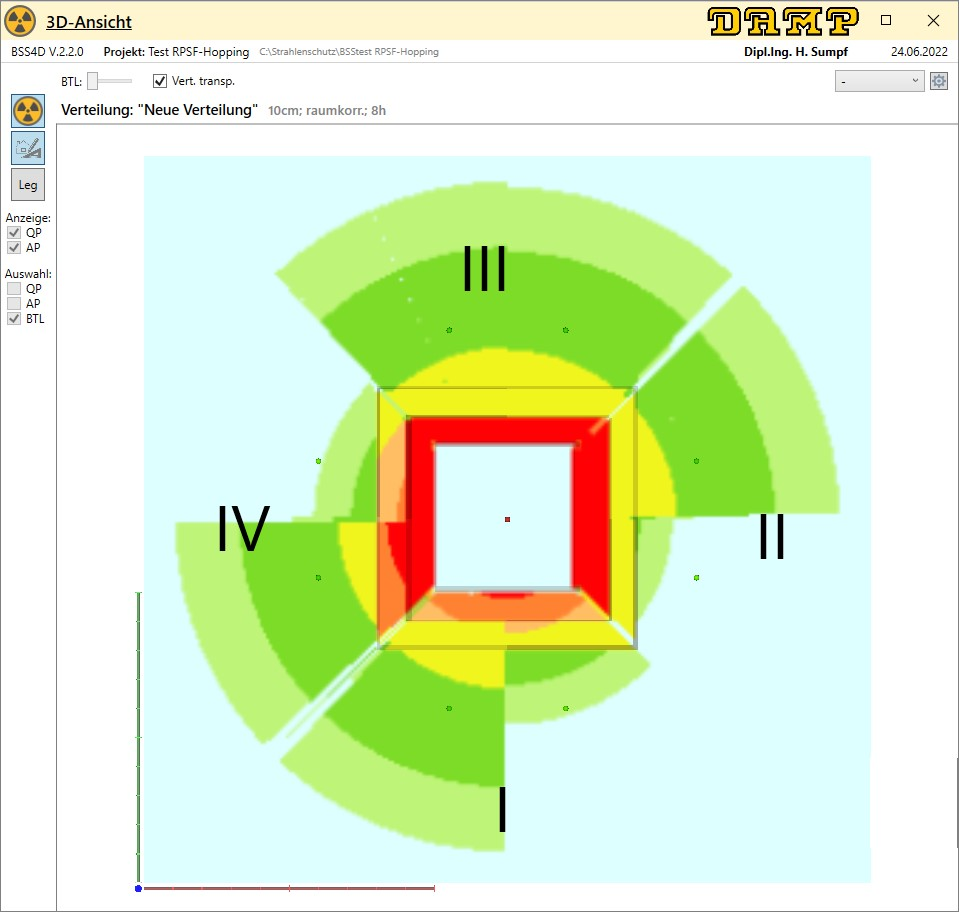 3D-Ansicht
DAMP
BSS4D V.2.2.0 Projekt: Test RPSF-Hopping C:\Strahlenschutz\BSStest RPSF-Hopping Dipl.Ing. H. Sumpf 24.06.2022
BTL: Vert. transp. -
Verteilung: "Neue Verteilung" 10cm; raumkorr.; 8h
Leg
Anzeige:
QP
AP
Auswahl:
QP
AP
BTL
III
IV
II
I